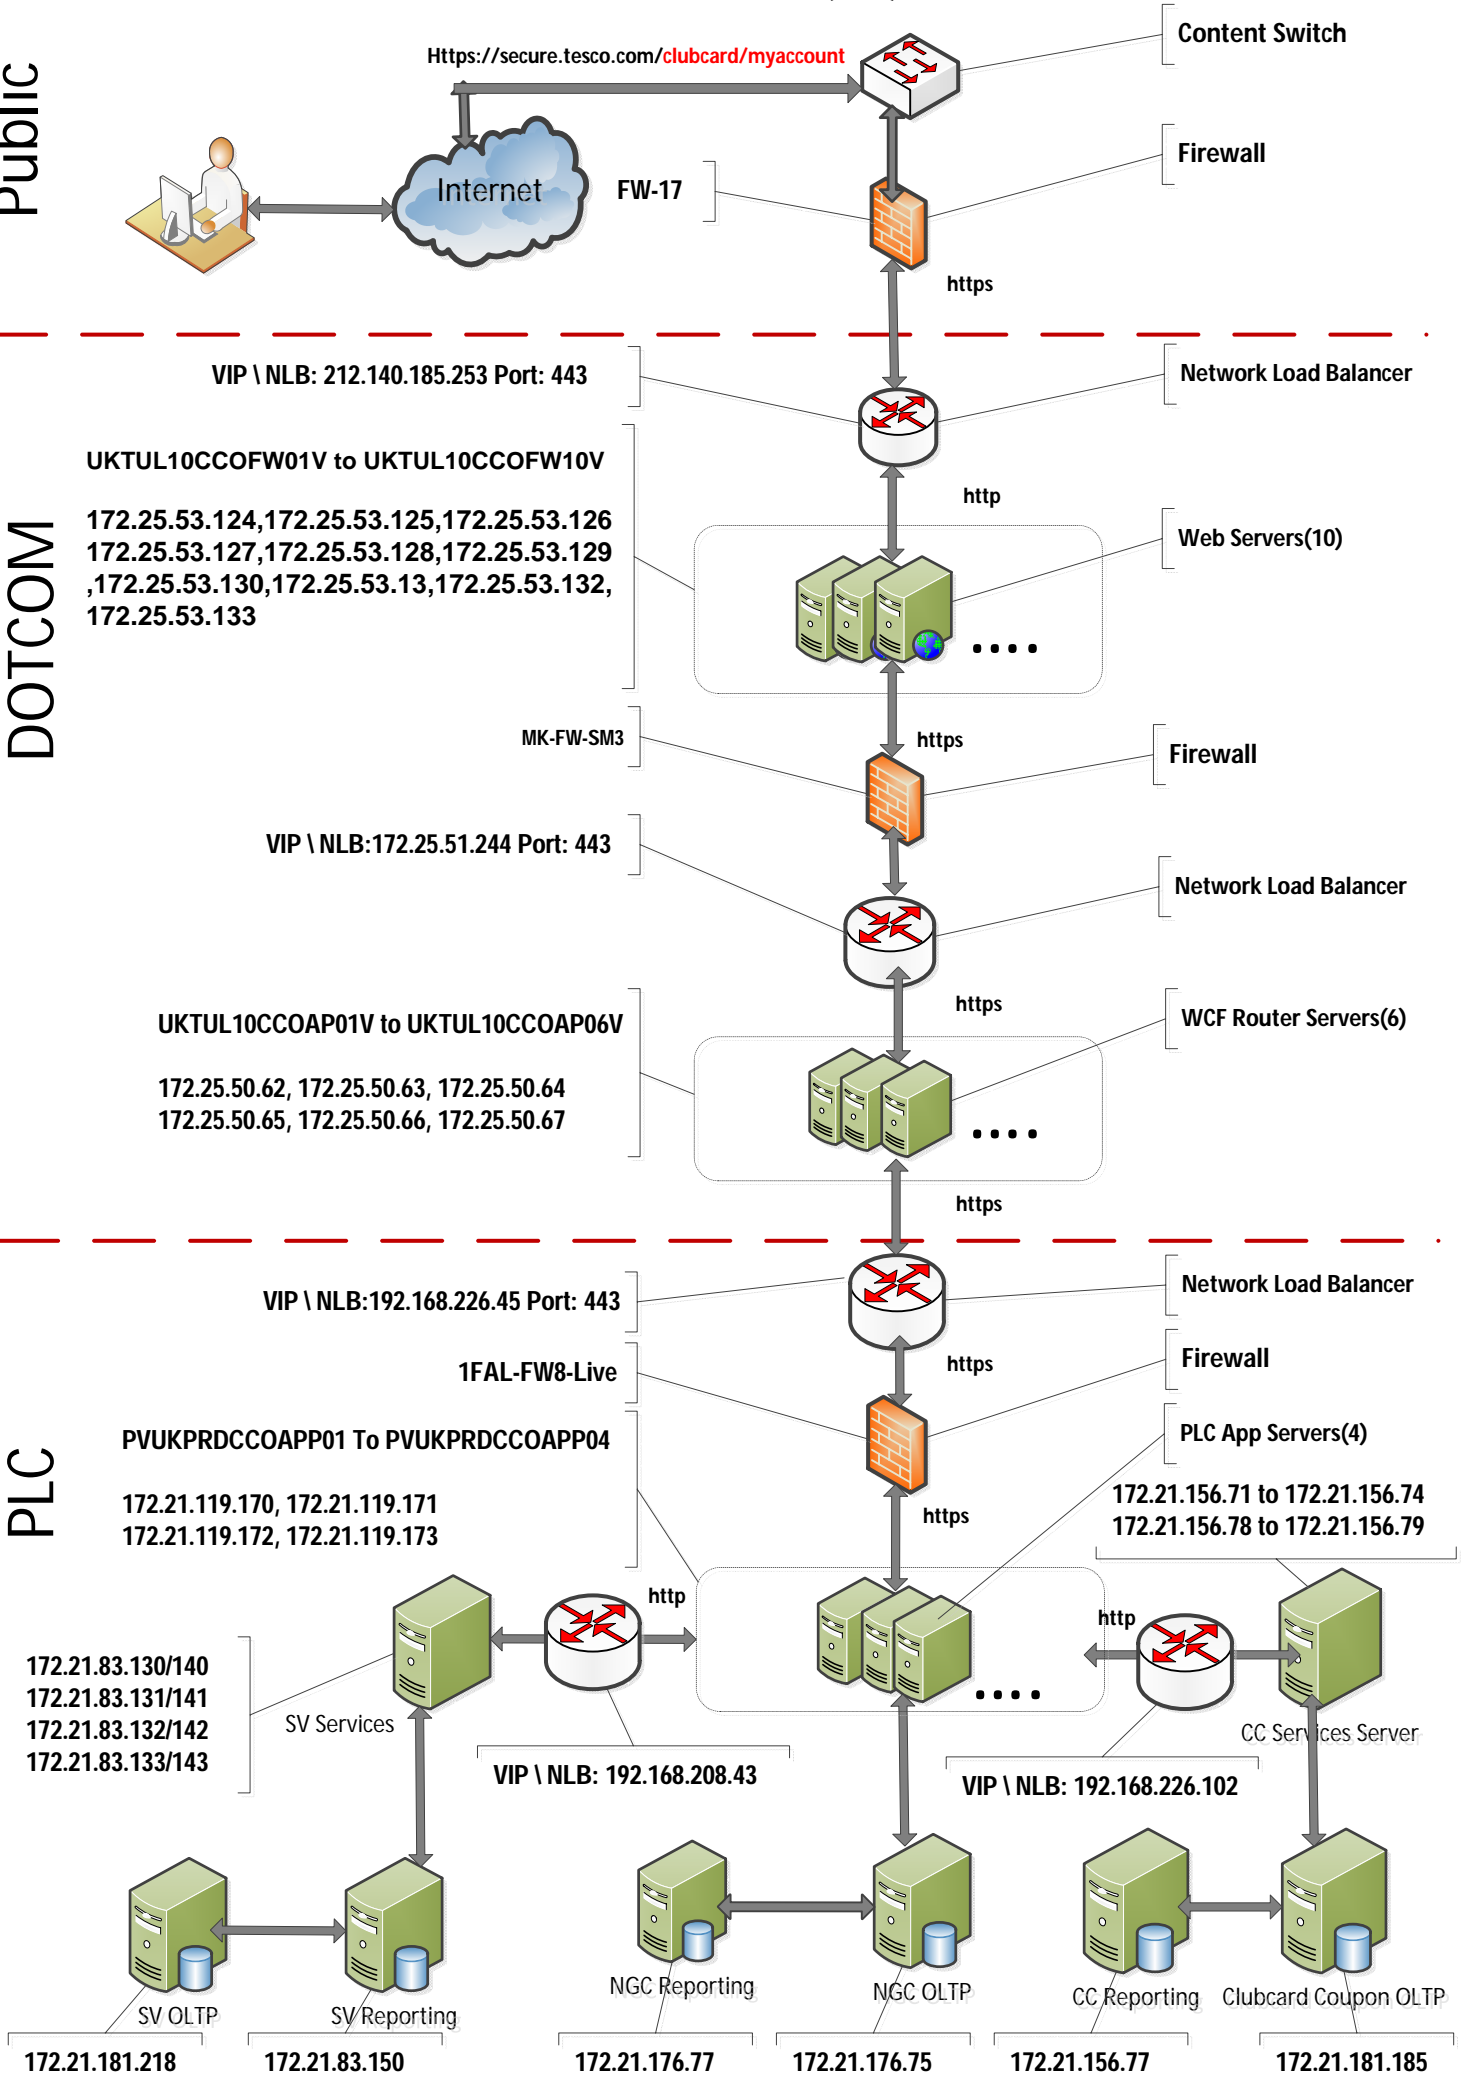 Public
Https://secure.tesco.com/clubcard/myaccount
Content Switch
Internet
FW-17
Firewall
https
DOTCOM
VIP \ NLB: 212.140.185.253 Port: 443
Network Load Balancer
UKTUL10CCOFW01V to UKTUL10CCOFW10V
http
172.25.53.124,172.25.53.125,172.25.53.126
172.25.53.127,172.25.53.128,172.25.53.129
,172.25.53.130,172.25.53.13,172.25.53.132,
172.25.53.133
Web Servers(10)
....
MK-FW-SM3
https
Firewall
VIP \ NLB:172.25.51.244 Port: 443
Network Load Balancer
https
UKTUL10CCOAP01V to UKTUL10CCOAP06V
WCF Router Servers(6)
172.25.50.62, 172.25.50.63, 172.25.50.64
172.25.50.65, 172.25.50.66, 172.25.50.67
....
https
PLC
VIP \ NLB:192.168.226.45 Port: 443
Network Load Balancer
1FAL-FW8-Live
https
Firewall
PVUKPRDCCOAPP01 To PVUKPRDCCOAPP04
PLC App Servers(4)
172.21.119.170, 172.21.119.171
172.21.119.172, 172.21.119.173
https
172.21.156.71 to 172.21.156.74
172.21.156.78 to 172.21.156.79
http
http
172.21.83.130/140
172.21.83.131/141
172.21.83.132/142
172.21.83.133/143
SV Services
....
CC Services Server
VIP \ NLB: 192.168.208.43
VIP \ NLB: 192.168.226.102
SV OLTP
SV Reporting
NGC Reporting
NGC OLTP
CC Reporting
Clubcard Coupon OLTP
172.21.181.218
172.21.83.150
172.21.176.77
172.21.176.75
172.21.156.77
172.21.181.185